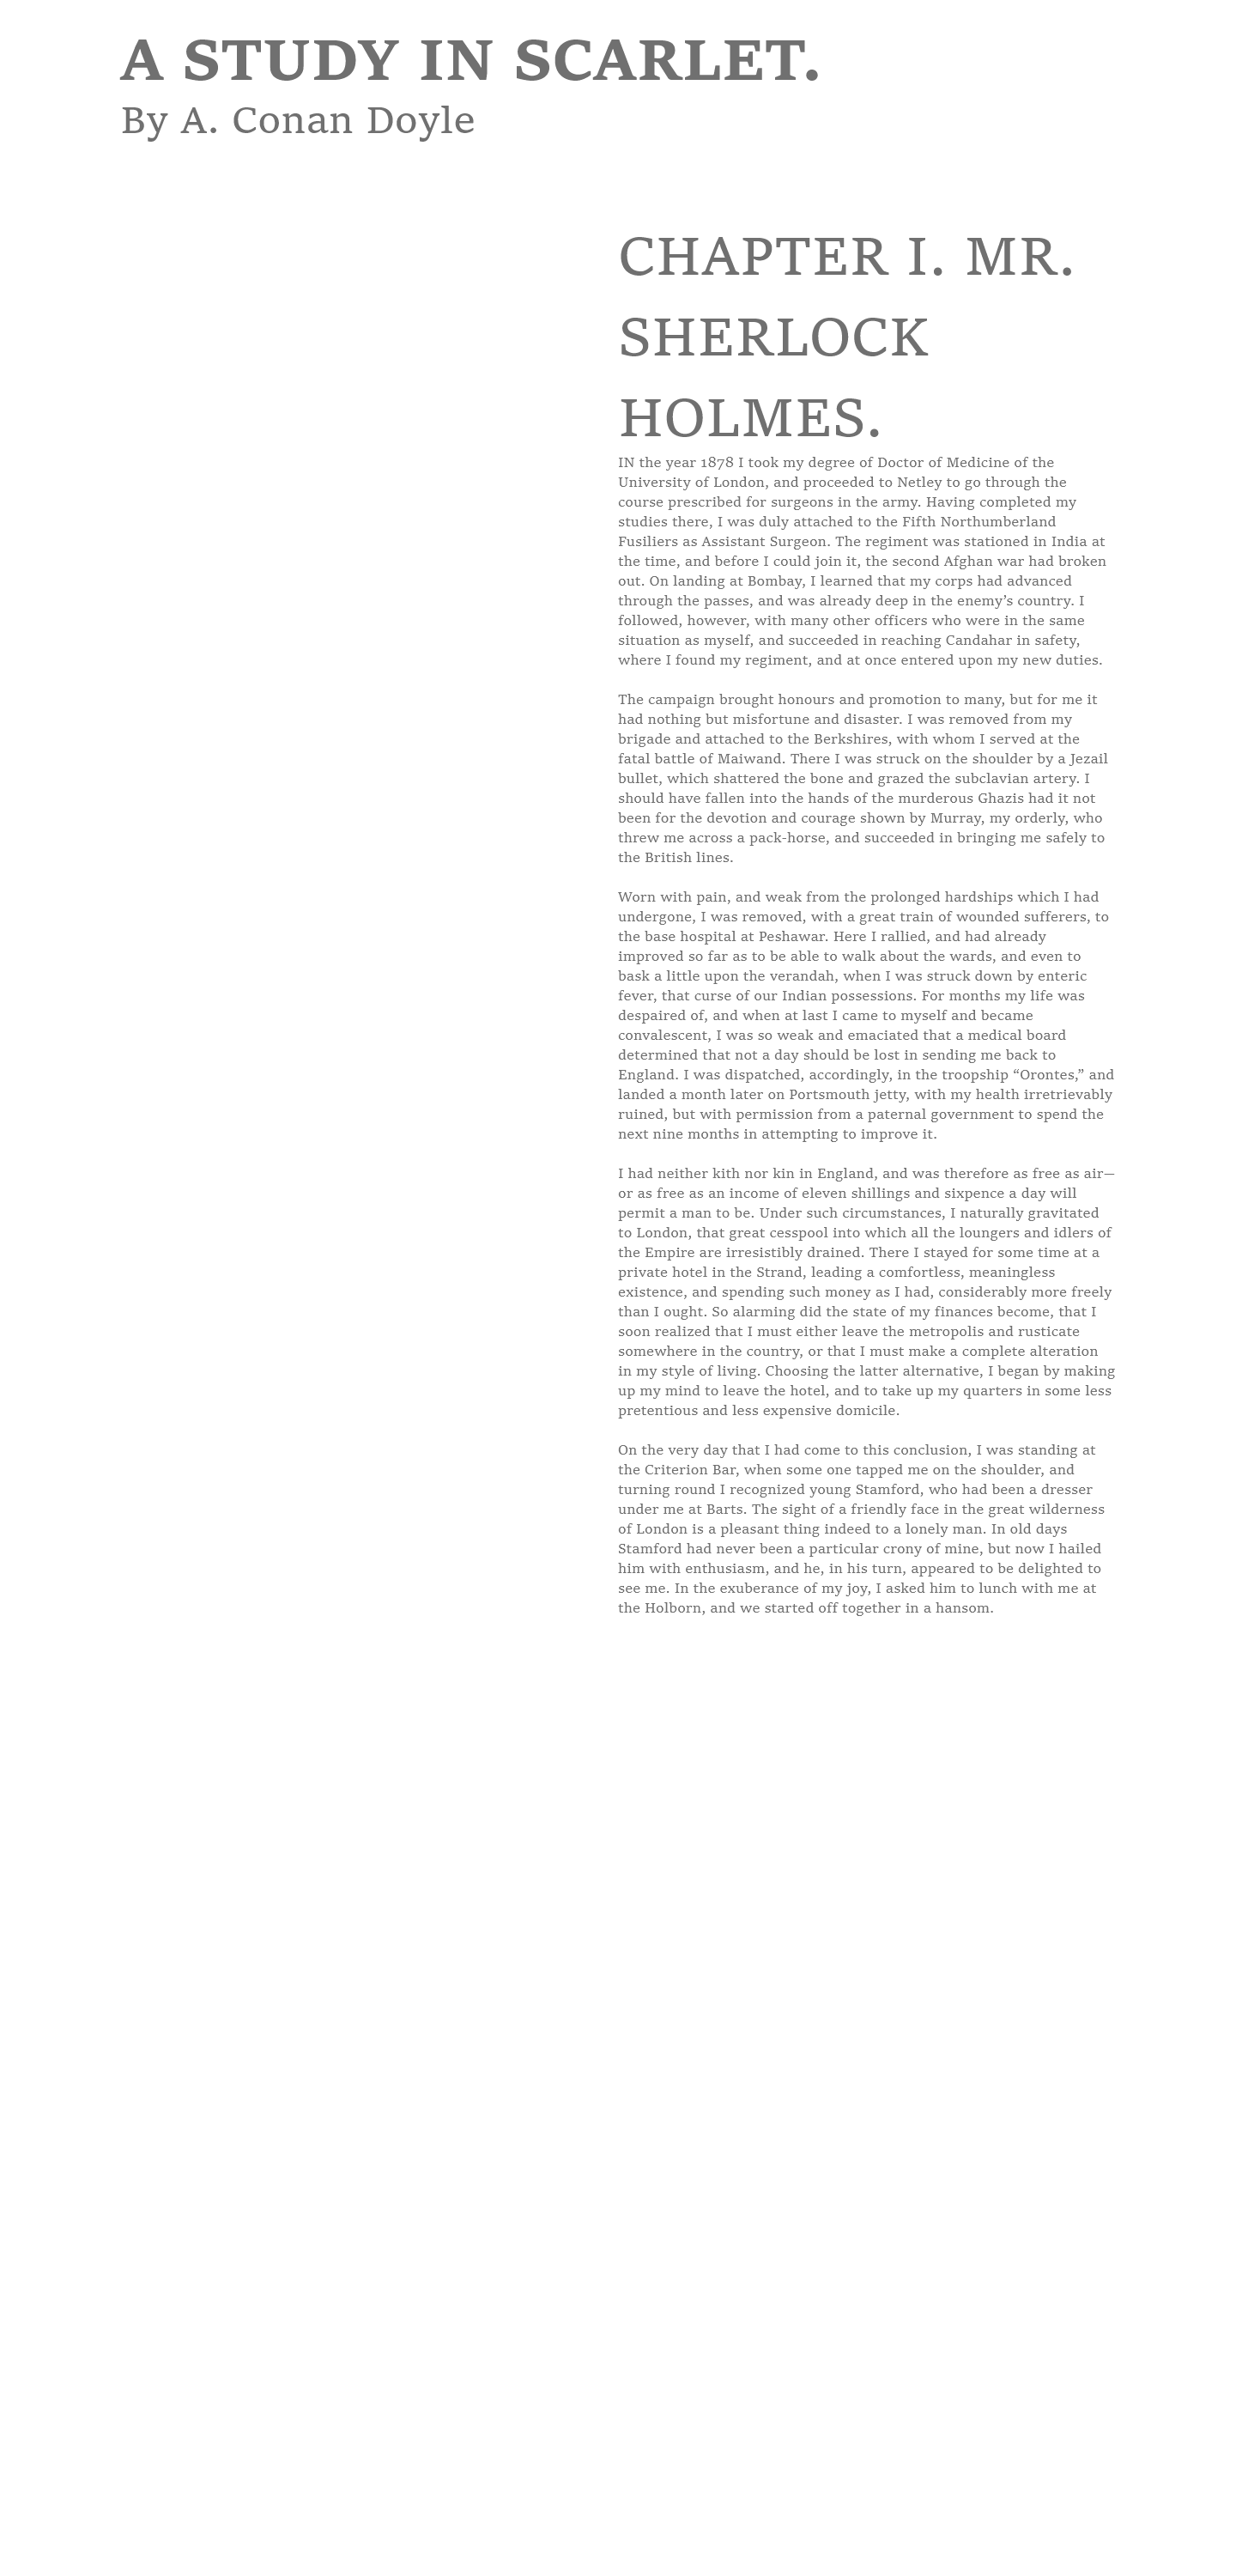 A STUDY IN SCARLET.
By A. Conan Doyle
CHAPTER I. MR.
SHERLOCK
HOLMES.
IN the year 1878 I took my degree of Doctor of Medicine of the
University of London, and proceeded to Netley to go through the
course prescribed for surgeons in the army. Having completed my
studies there, I was duly attached to the Fifth Northumberland
Fusiliers as Assistant Surgeon. The regiment was stationed in India at
the time, and before I could join it, the second Afghan war had broken
out. On landing at Bombay, I learned that my corps had advanced
through the passes, and was already deep in the enemy’s country. I
followed, however, with many other officers who were in the same
situation as myself, and succeeded in reaching Candahar in safety,
where I found my regiment, and at once entered upon my new duties.
The campaign brought honours and promotion to many, but for me it
had nothing but misfortune and disaster. I was removed from my
brigade and attached to the Berkshires, with whom I served at the
fatal battle of Maiwand. There I was struck on the shoulder by a Jezail
bullet, which shattered the bone and grazed the subclavian artery. I
should have fallen into the hands of the murderous Ghazis had it not
been for the devotion and courage shown by Murray, my orderly, who
threw me across a pack-horse, and succeeded in bringing me safely to
the British lines.
Worn with pain, and weak from the prolonged hardships which I had
undergone, I was removed, with a great train of wounded sufferers, to
the base hospital at Peshawar. Here I rallied, and had already
improved so far as to be able to walk about the wards, and even to
bask a little upon the verandah, when I was struck down by enteric
fever, that curse of our Indian possessions. For months my life was
despaired of, and when at last I came to myself and became
convalescent, I was so weak and emaciated that a medical board
determined that not a day should be lost in sending me back to
England. I was dispatched, accordingly, in the troopship “Orontes,” and
landed a month later on Portsmouth jetty, with my health irretrievably
ruined, but with permission from a paternal government to spend the
next nine months in attempting to improve it.
I had neither kith nor kin in England, and was therefore as free as air—
or as free as an income of eleven shillings and sixpence a day will
permit a man to be. Under such circumstances, I naturally gravitated
to London, that great cesspool into which all the loungers and idlers of
the Empire are irresistibly drained. There I stayed for some time at a
private hotel in the Strand, leading a comfortless, meaningless
existence, and spending such money as I had, considerably more freely
than I ought. So alarming did the state of my finances become, that I
soon realized that I must either leave the metropolis and rusticate
somewhere in the country, or that I must make a complete alteration
in my style of living. Choosing the latter alternative, I began by making
up my mind to leave the hotel, and to take up my quarters in some less
pretentious and less expensive domicile.
On the very day that I had come to this conclusion, I was standing at
the Criterion Bar, when some one tapped me on the shoulder, and
turning round I recognized young Stamford, who had been a dresser
under me at Barts. The sight of a friendly face in the great wilderness
of London is a pleasant thing indeed to a lonely man. In old days
Stamford had never been a particular crony of mine, but now I hailed
him with enthusiasm, and he, in his turn, appeared to be delighted to
see me. In the exuberance of my joy, I asked him to lunch with me at
the Holborn, and we started off together in a hansom.